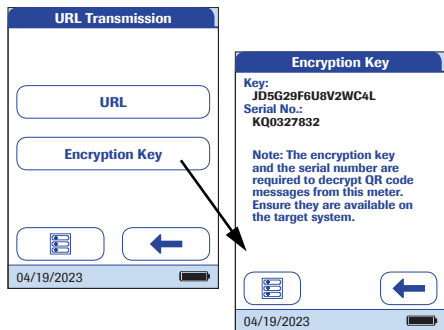 URL Transmission
URL
Encryption Key
04/19/2023
Encryption Key
Key:
JD5G29F6U8V2WC4L
Serial No.:
KQ0327832
Note: The encryption key
and the serial number are
required to decrypt QR code
messages from this meter.
Ensure they are available on
the target system.
04/19/2023